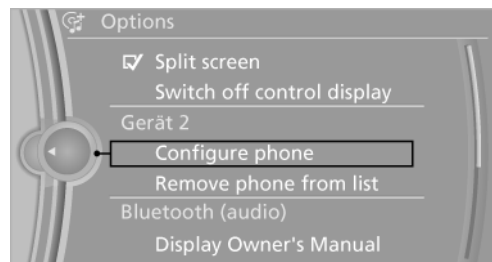 Options
Split screen
Switch off control display
Gerät 2
Configure phone
Remove phone from list
Bluetooth (audio)
Display Owner's Manual